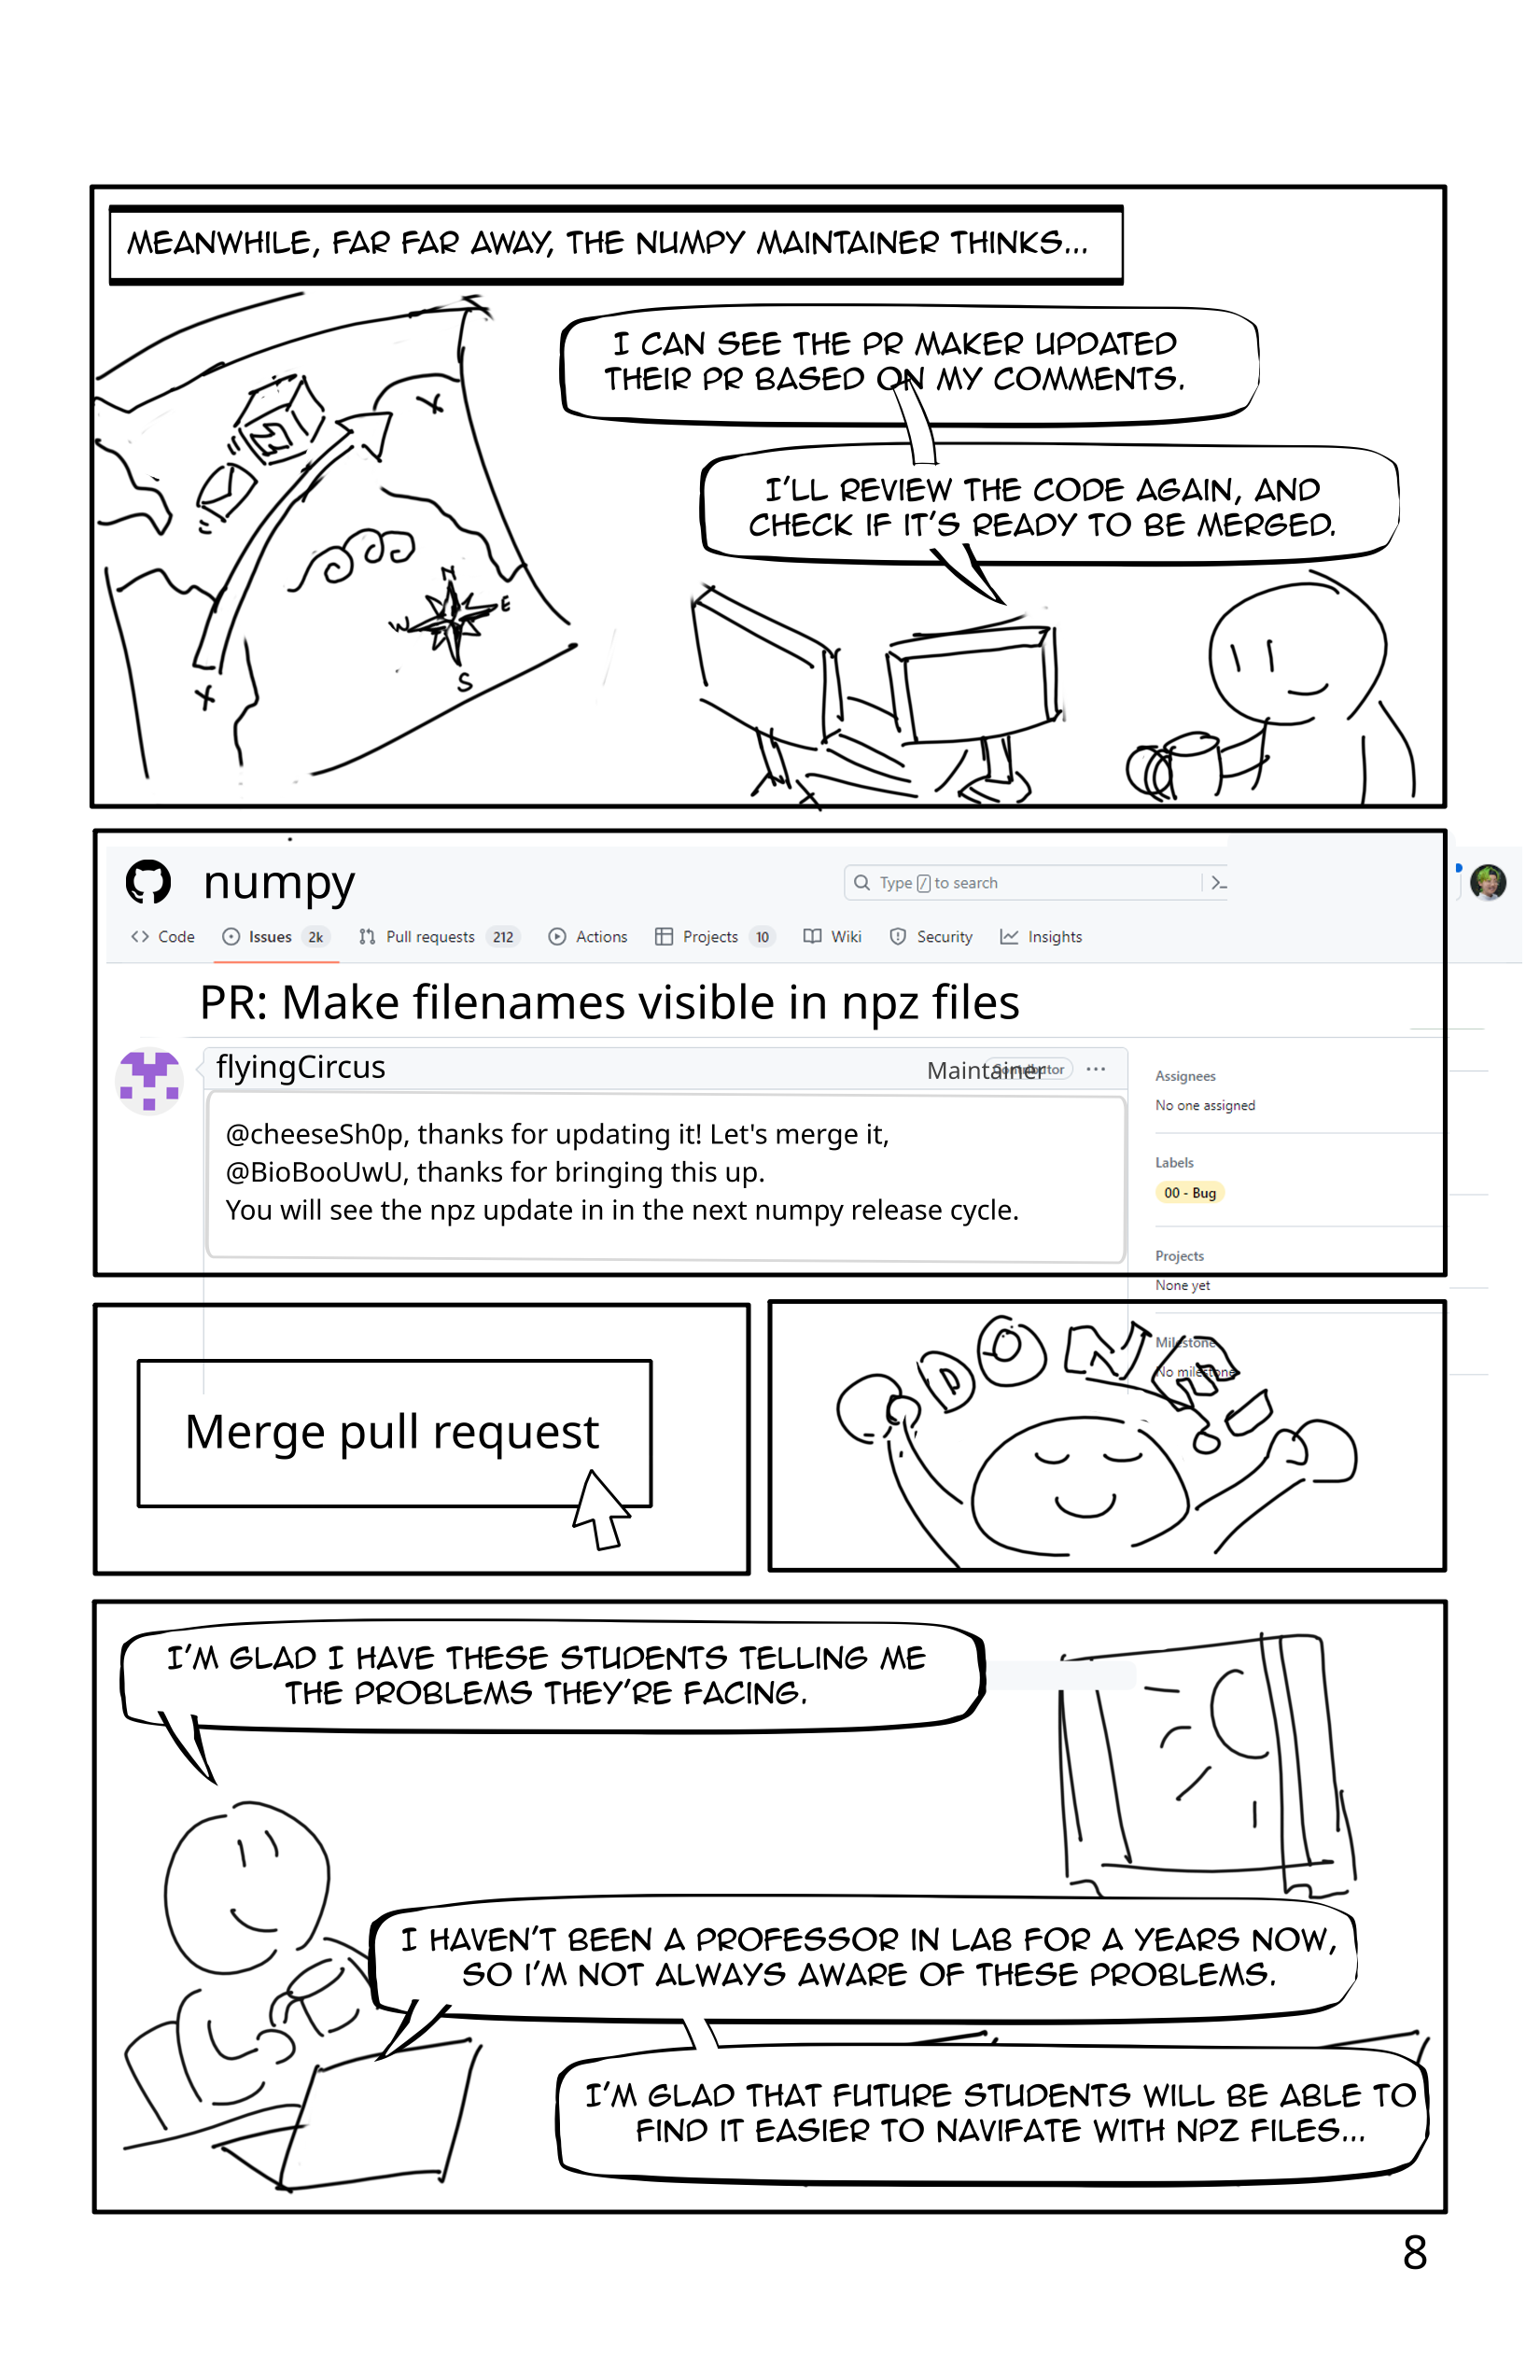 MEANWHILE, FAR FAR AWAY, THE NUMPY MAINTAINER THINKS...
I CAN SEE THE PR MAKER UPDATED
THEIR PR BASED ON MY COMMENTS.
I'LL REVIEW THE CODE AGAIN, AND
CHECK IF IT'S READY TO BE MERGED.
N
W E
S
X
X
numpy
Type / to search
Code Issues 2k Pull requests 212 Actions Projects 10 Wiki Security Insights
PR: Make filenames visible in npz files
flyingCircus Maintainer Contributor
@cheeseSh0p, thanks for updating it! Let's merge it,
@BioBooUwU, thanks for bringing this up.
You will see the npz update in in the next numpy release cycle.
Assignees
No one assigned
Labels
00 - Bug
Projects
None yet
Milestone
No milestone
Merge pull request
DONE!
I'M GLAD I HAVE THESE STUDENTS TELLING ME
THE PROBLEMS THEY'RE FACING.
I HAVEN'T BEEN A PROFESSOR IN LAB FOR A YEARS NOW,
SO I'M NOT ALWAYS AWARE OF THESE PROBLEMS.
I'M GLAD THAT FUTURE STUDENTS WILL BE ABLE TO
FIND IT EASIER TO NAVIFATE WITH NPZ FILES...
8